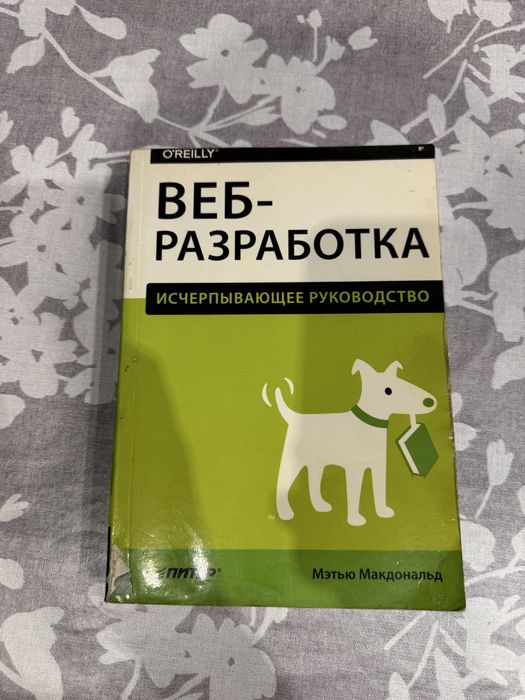 O'REILLY®
ВЕБ-
РАЗРАБОТКА
ИСЧЕРПЫВАЮЩЕЕ РУКОВОДСТВО
ПИТЕР®
Мэтью Макдональд